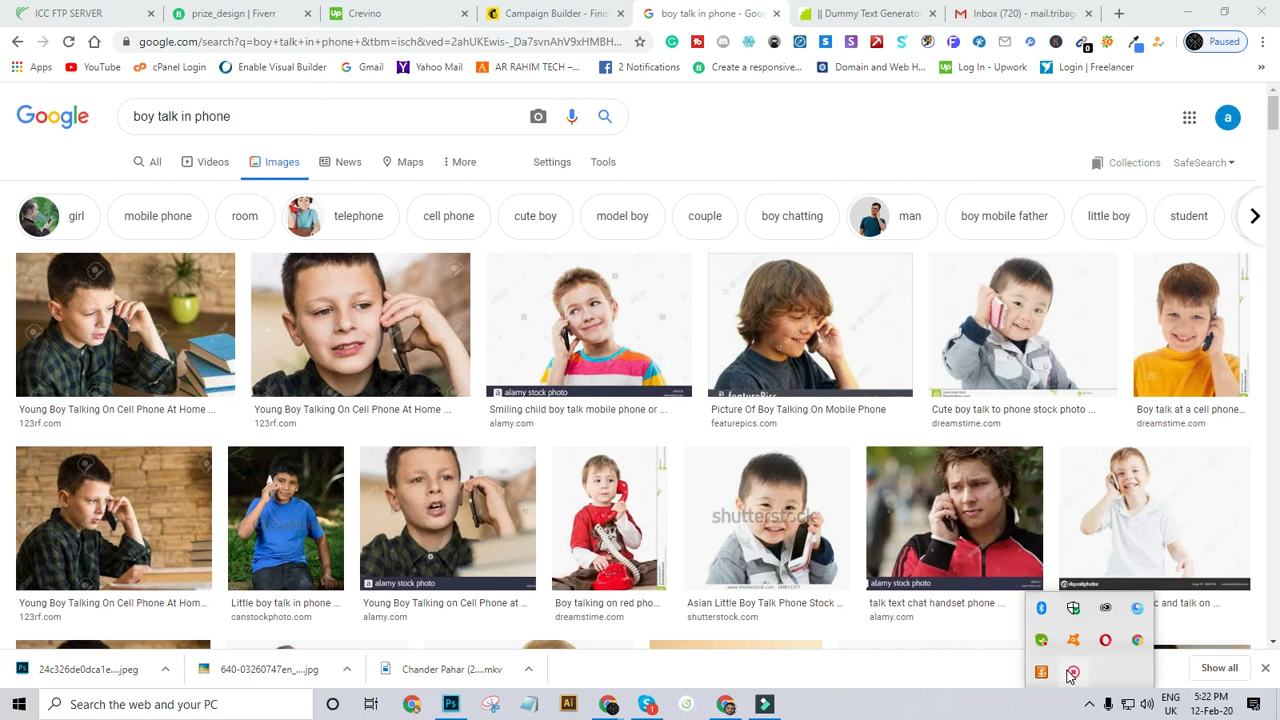 ICC FTP SERVER
prize_design | Fiverr
Crevino
Campaign Builder - Finis
boy talk in phone - Goo
|| Dummy Text Generator
Inbox (720) - mail.tribag
google.com/search?q=boy+talk+in+phone+&tbm=isch&ved=2ahUKEwjs-_Da7svnAhV9xHMBH...
Paused
Apps
YouTube
cPanel Login
Enable Visual Builder
Gmail
Yahoo Mail
AR RAHIM TECH –...
2 Notifications
Create a responsive...
Domain and Web H...
Log In - Upwork
Login | Freelancer
Google
boy talk in phone
a
All
Videos
Images
News
Maps
More
Settings
Tools
Collections
SafeSearch
girl
mobile phone
room
telephone
cell phone
cute boy
model boy
couple
boy chatting
man
boy mobile father
little boy
student
alamy stock photo
featurePics
Young Boy Talking On Cell Phone At Home ...
Young Boy Talking On Cell Phone At Home ...
Smiling child boy talk mobile phone or ...
Picture Of Boy Talking On Mobile Phone
Cute boy talk to phone stock photo ...
Boy talk at a cell phone...
123rf.com
123rf.com
alamy.com
featurepics.com
dreamstime.com
dreamstime.com
canstockphoto
shutterstock
alamy stock photo
alamy stock photo
depositphotos
Young Boy Talking On Cell Phone At Hom...
Little boy talk in phone ...
Young Boy Talking on Cell Phone at ...
Boy talking on red pho...
Asian Little Boy Talk Phone Stock ...
talk text chat handset phone ...
c and talk on ...
123rf.com
canstockphoto.com
alamy.com
dreamstime.com
shutterstock.com
alamy.com
24c326de0dca1e....jpeg
640-03260747en_...jpg
Chander Pahar (2....mkv
Show all
Search the web and your PC
ENG
UK
5:22 PM
12-Feb-20